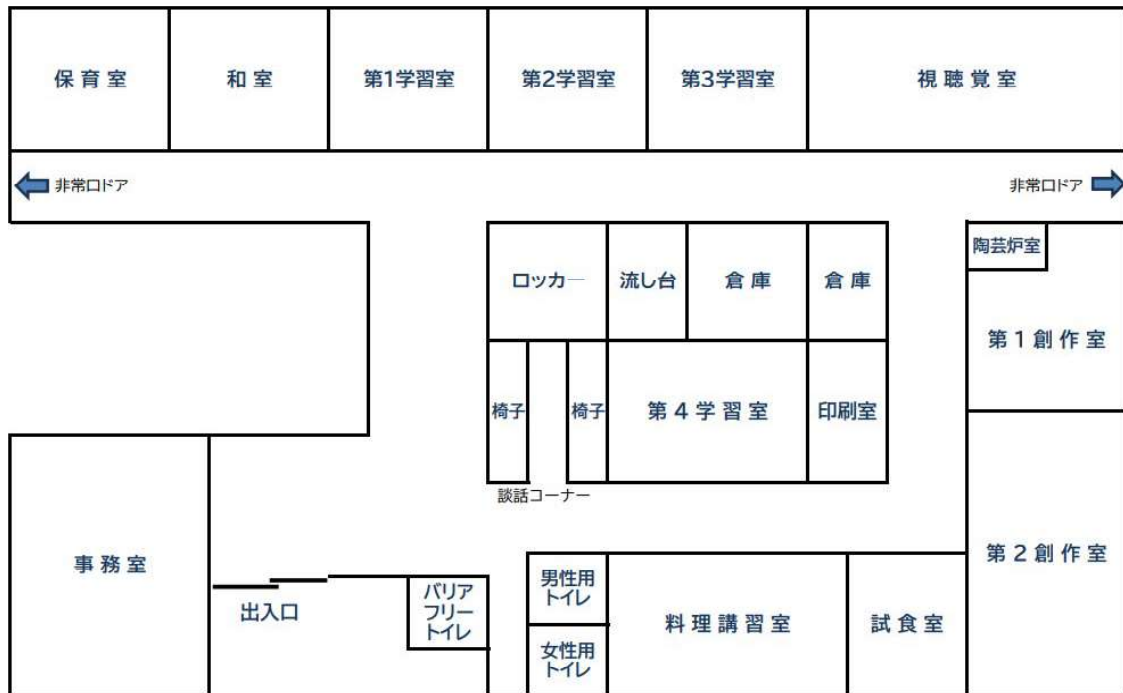 保育室
和室
第1学習室
第2学習室
第3学習室
視聴覚室
非常口ドア
非常口ドア
ロッカー
流し台
倉庫
倉庫
陶芸炉室
第1創作室
椅子
椅子
第4学習室
印刷室
談話コーナー
事務室
出入口
バリア
フリー
トイレ
男性用
トイレ
女性用
トイレ
料理講習室
試食室
第2創作室